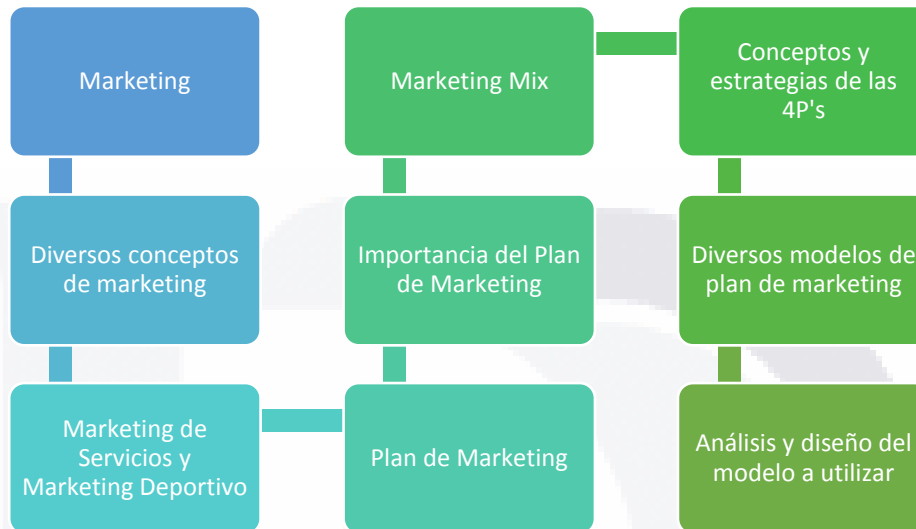 Marketing
Diversos conceptos
de marketing
Marketing de
Servicios y
Marketing Deportivo
Plan de Marketing
Importancia del Plan
de Marketing
Marketing Mix
Conceptos y
estrategias de las
4P's
Diversos modelos de
plan de marketing
Análisis y diseño del
modelo a utilizar